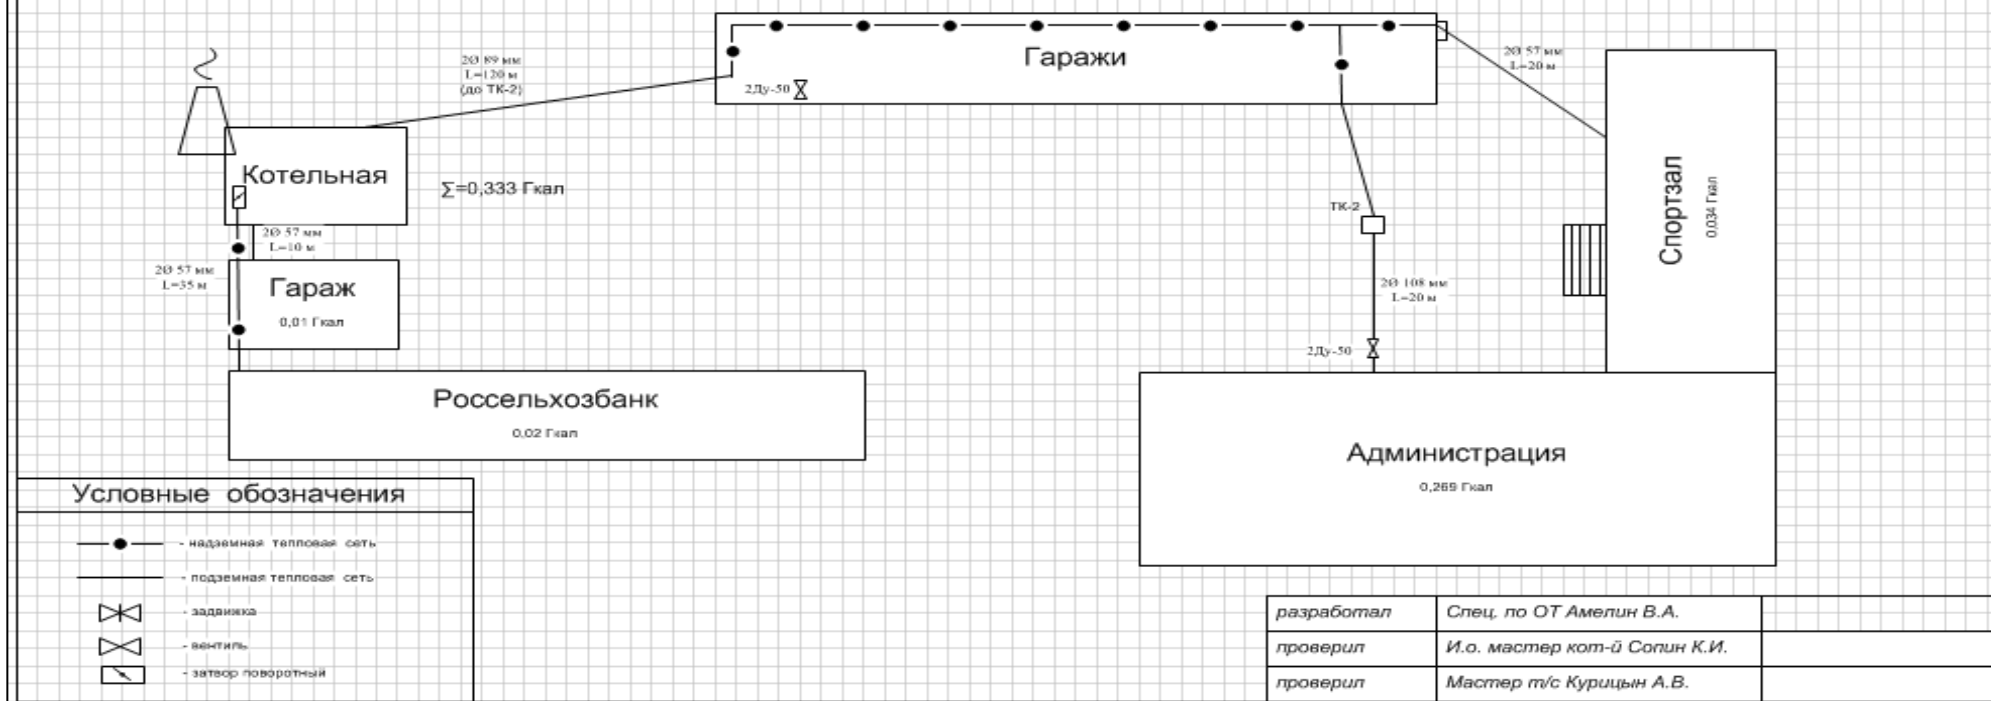 2Ø 89 мм
L=120 м
(до ТК-2)
Гаражи
2Ду-50
2Ø 57 мм
L=20 м
Котельная
∑=0,333 Гкал
2Ø 57 мм
L=10 м
2Ø 57 мм
L=35 м
Гараж
0,01 Гкал
ТК-2
2Ø 108 мм
L=20 м
2Ду-50
Спортзал
0,034 Гкал
Россельхозбанк
0,02 Гкал
Администрация
0,269 Гкал
Условные обозначения
- надземная тепловая сеть
- подземная тепловая сеть
- задвижка
- вентиль
- затвор поворотный
разработал Спец. по ОТ Амелин В.А.
проверил И.о. мастер кот-й Сопин К.И.
проверил Мастер т/с Курицын А.В.